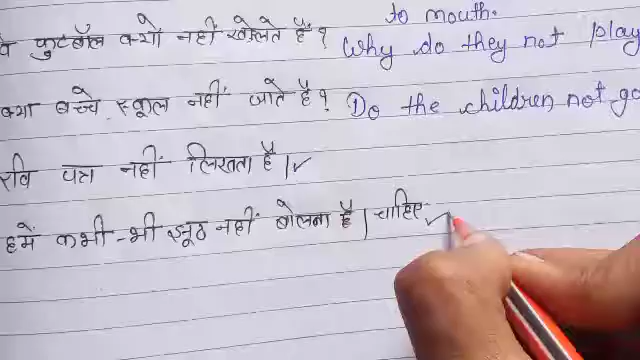 to mouth.
वे फुटबॉल क्यों नहीं खेलते हैं? Why do they not play
क्या बच्चे स्कूल नहीं जाते हैं? Do the children not go
रवि पत्र नहीं लिखता है।
हमें कभी-भी झूठ नहीं बोलना है। चाहिए